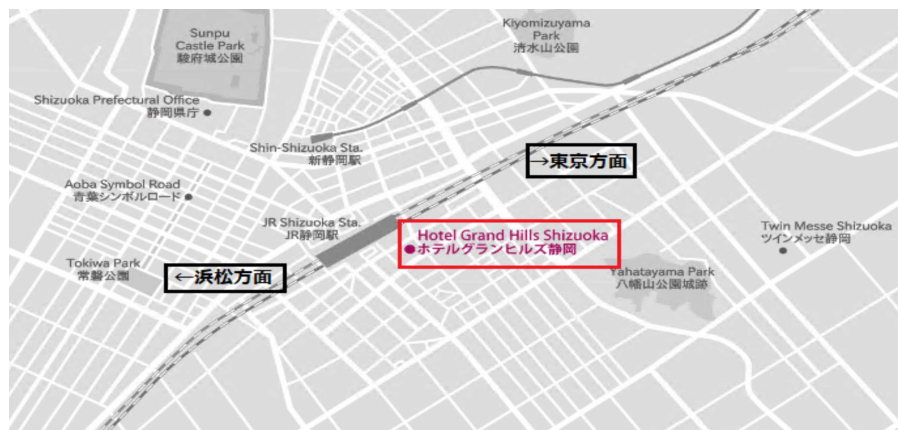 Sunpu
Castle Park
駿府城公園
Kiyomizuyama
Park
清水山公園
Shizuoka Prefectural Office
静岡県庁
Shin-Shizuoka Sta.
新静岡駅
→東京方面
Aoba Symbol Road
青葉シンボルロード
JR Shizuoka Sta.
JR静岡駅
Hotel Grand Hills Shizuoka
ホテルグランヒルズ静岡
Twin Messe Shizuoka
ツインメッセ静岡
Tokiwa Park
常磐公園
←浜松方面
Yahatayama Park
八幡山公園城跡